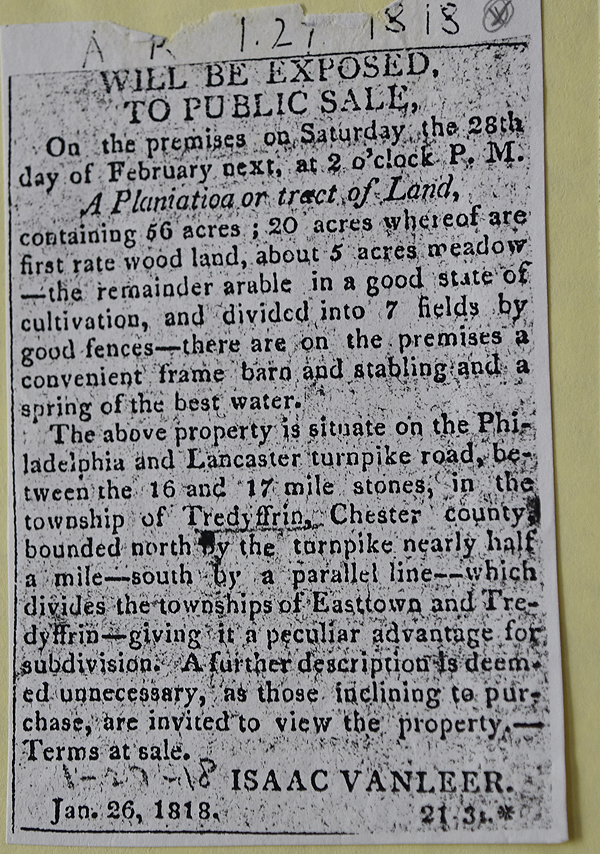 A R 1.27 1818
WILL BE EXPOSED,
TO PUBLIC SALE,
On the premises on Saturday the 28th
day of February next, at 2 o'clock P. M.
A Planiatioa or tract of Land,
containing 56 acres ; 20 acres whereof are
first rate wood land, about 5 acres meadow
—the remainder arable in a good state of
cultivation, and divided into 7 fields by
good fences—there are on the premises a
convenient frame barn and stabling and a
spring of the best water.
The above property is situate on the Phi-
ladelphia and Lancaster turnpike road, be-
tween the 16 and 17 mile stones, in the
township of Tredyffrin, Chester county
bounded north by the turnpike nearly half
a mile—south by a parallel line--which
divides the townships of Easttown and Tre-
dyffrin—giving it a peculiar advantage for
subdivision. A further description is deem-
ed unnecessary, as those inclining to pur-
chase, are invited to view the property.—
Terms at sale.
1-27-18 ISAAC VANLEER.
Jan. 26, 1818. 21 3t.*